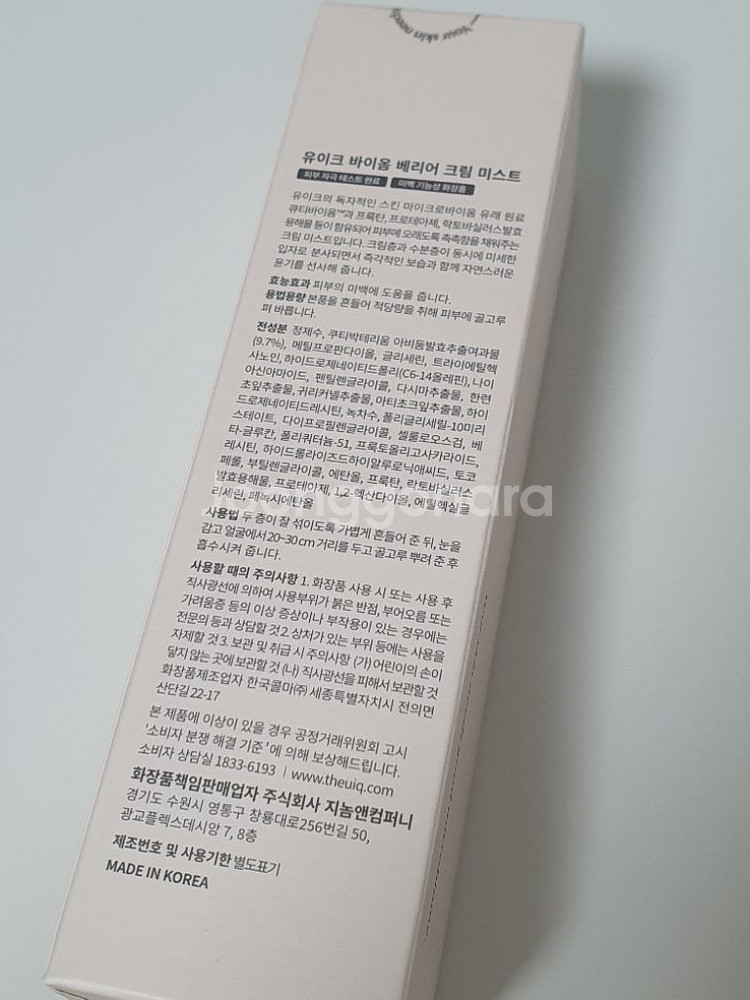 Your skin needs
유이크 바이옴 베리어 크림 미스트
피부 자극 테스트 완료 미백 기능성 화장품
유이크의 독자적인 스킨 마이크로바이옴 유래 원료
큐티바이옴™과 프룩탄, 프로테아제, 락토바실러스발효
용해물 등이 함유되어 피부에 오래도록 촉촉함을 채워주는
크림 미스트입니다. 크림층과 수분층이 동시에 미세한
입자로 분사되면서 즉각적인 보습과 함께 자연스러운
윤기를 선사해 줍니다.
효능효과 피부의 미백에 도움을 줍니다.
용법용량 본품을 흔들어 적당량을 취해 피부에 골고루
펴 바릅니다.
전성분 정제수, 큐티박테리움 아비둠발효추출여과물
(9.7%), 메틸프로판다이올, 글리세린, 트라이에틸헥
사노인, 하이드로제네이티드폴리(C6-14올레핀), 나이
아신아마이드, 펜틸렌글라이콜, 다시마추출물, 한련
초잎추출물, 귀리커넬추출물, 아티초크잎추출물, 하이
드로제네이티드레시틴, 녹차수, 폴리글리세릴-10미리
스테이트, 다이프로필렌글라이콜, 셀룰로오스검, 베
타-글루칸, 폴리쿼터늄-51, 프룩토올리고사카라이드,
레시틴, 하이드롤라이즈드하이알루로닉애씨드, 토코
페롤, 부틸렌글라이콜, 에탄올, 프룩탄, 락토바실러스
발효용해물, 프로테아제, 1,2-헥산다이올, 에틸헥실글
리세린, 페녹시에탄올
사용법 두 층이 잘 섞이도록 가볍게 흔들어 준 뒤, 눈을
감고 얼굴에서 20~30cm 거리를 두고 골고루 뿌려 준 후
흡수시켜 줍니다.
사용할 때의 주의사항 1. 화장품 사용 시 또는 사용 후
직사광선에 의하여 사용부위가 붉은 반점, 부어오름 또는
가려움증 등의 이상 증상이나 부작용이 있는 경우에는
전문의 등과 상담할 것 2. 상처가 있는 부위 등에는 사용을
자제할 것 3. 보관 및 취급 시 주의사항 (가) 어린이의 손이
닿지 않는 곳에 보관할 것 (나) 직사광선을 피해서 보관할 것
화장품제조업자 한국콜마(주) 세종특별자치시 전의면
산단길 22-17
본 제품에 이상이 있을 경우 공정거래위원회 고시
'소비자 분쟁 해결 기준'에 의해 보상해드립니다.
소비자 상담실 1833-6193 | www.theuiq.com
화장품책임판매업자 주식회사 지놈앤컴퍼니
경기도 수원시 영통구 창룡대로256번길 50,
광교플렉스데시앙 7, 8층
제조번호 및 사용기한 별도표기
MADE IN KOREA
Joonggonara